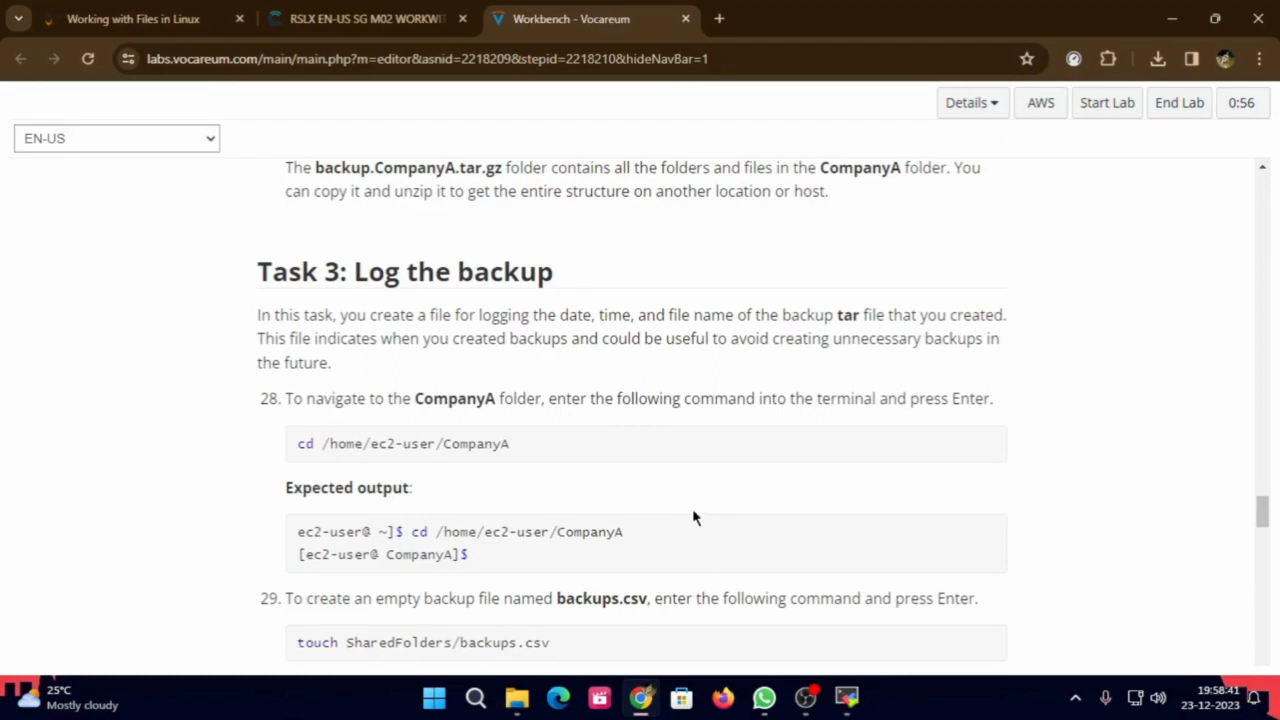 Working with Files in Linux
RSLX EN-US SG M02 WORKWI
Workbench - Vocareum
labs.vocareum.com/main/main.php?m=editor&asnid=2218209&stepid=2218210&hideNavBar=1
Details
AWS
Start Lab
End Lab
0:56
EN-US
The backup.CompanyA.tar.gz folder contains all the folders and files in the CompanyA folder. You
can copy it and unzip it to get the entire structure on another location or host.
Task 3: Log the backup
In this task, you create a file for logging the date, time, and file name of the backup tar file that you created.
This file indicates when you created backups and could be useful to avoid creating unnecessary backups in
the future.
28. To navigate to the CompanyA folder, enter the following command into the terminal and press Enter.
cd /home/ec2-user/CompanyA
Expected output:
ec2-user@ ~]$ cd /home/ec2-user/CompanyA
[ec2-user@ CompanyA]$
29. To create an empty backup file named backups.csv, enter the following command and press Enter.
touch SharedFolders/backups.csv
25°C
Mostly cloudy
19:58:41
23-12-2023